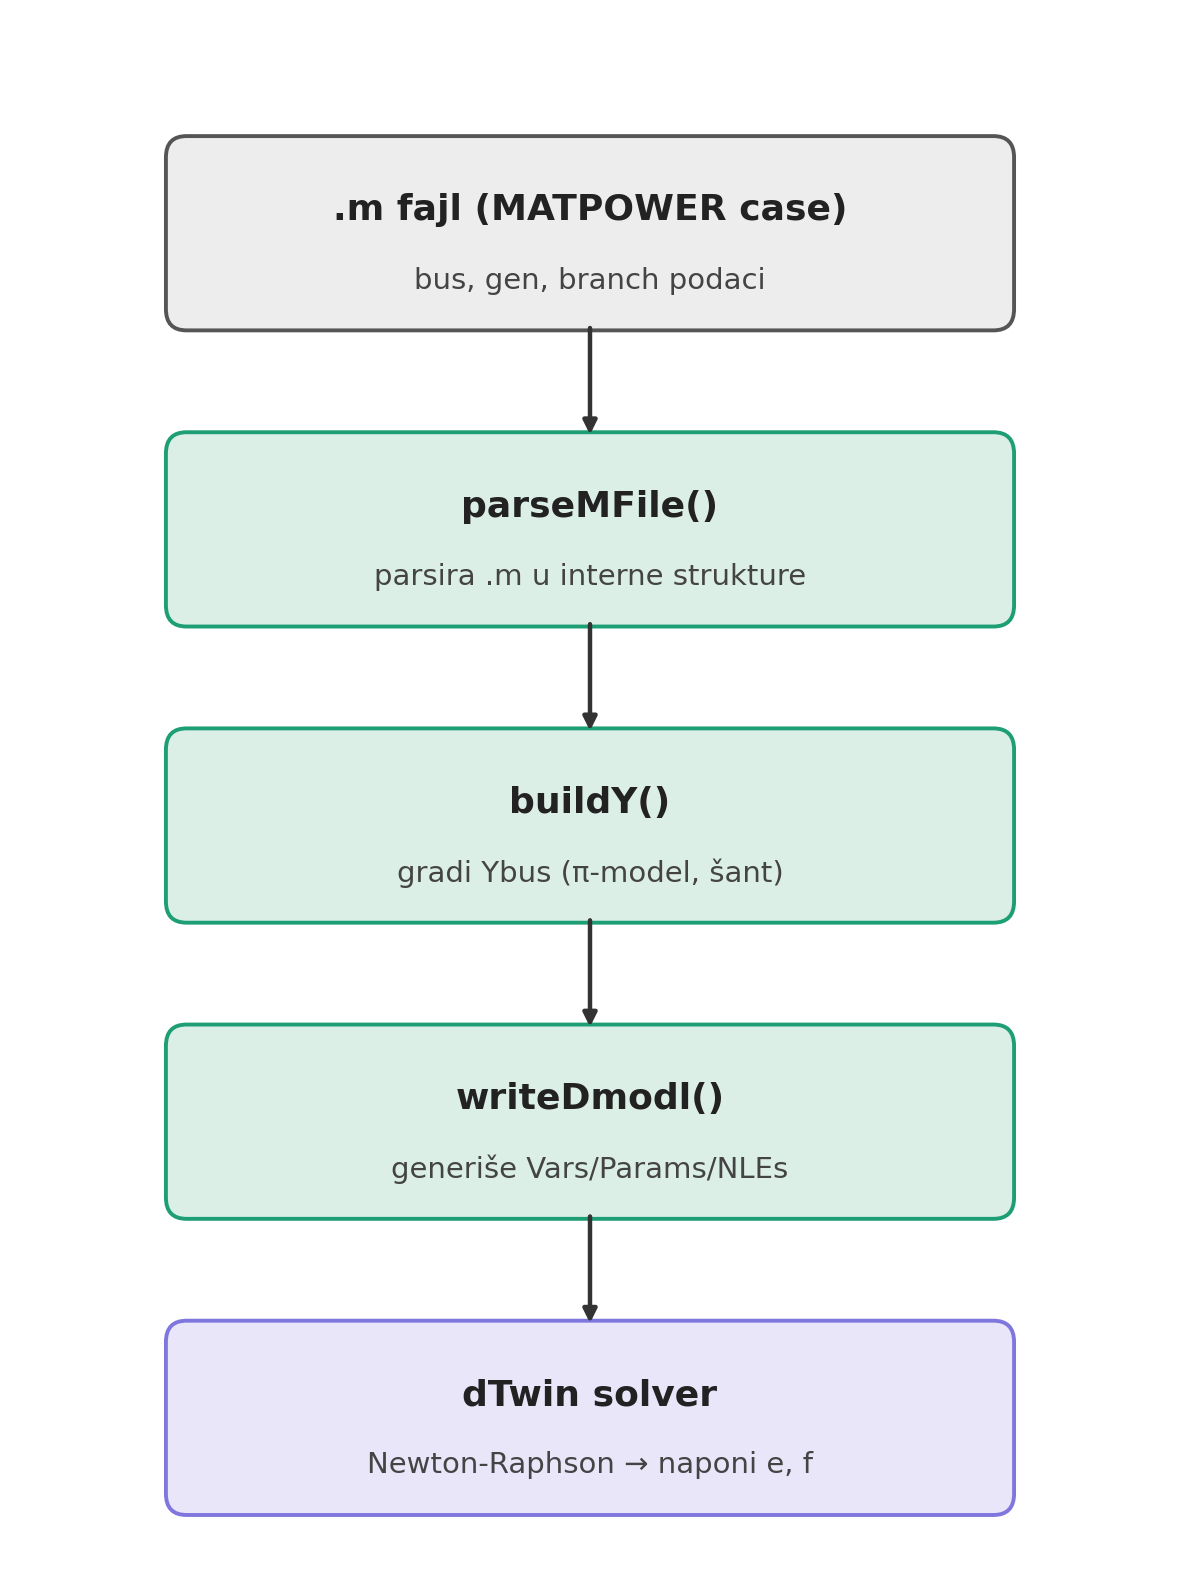 .m fajl (MATPOWER case)
bus, gen, branch podaci
parseMFile()
parsira .m u interne strukture
buildY()
gradi Ybus (π-model, šant)
writeDmodl()
generiše Vars/Params/NLEs
dTwin solver
Newton-Raphson → naponi e, f